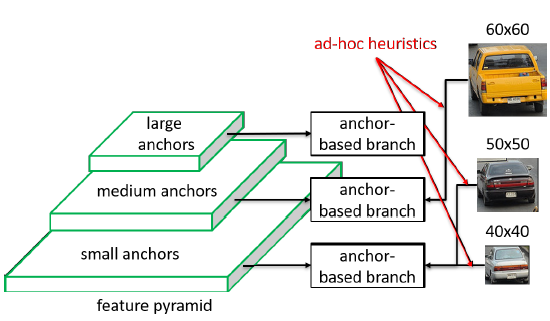 60x60
ad-hoc heuristics
large
anchors
anchor-
based branch
50x50
medium anchors
anchor-
based branch
40x40
small anchors
anchor-
based branch
feature pyramid